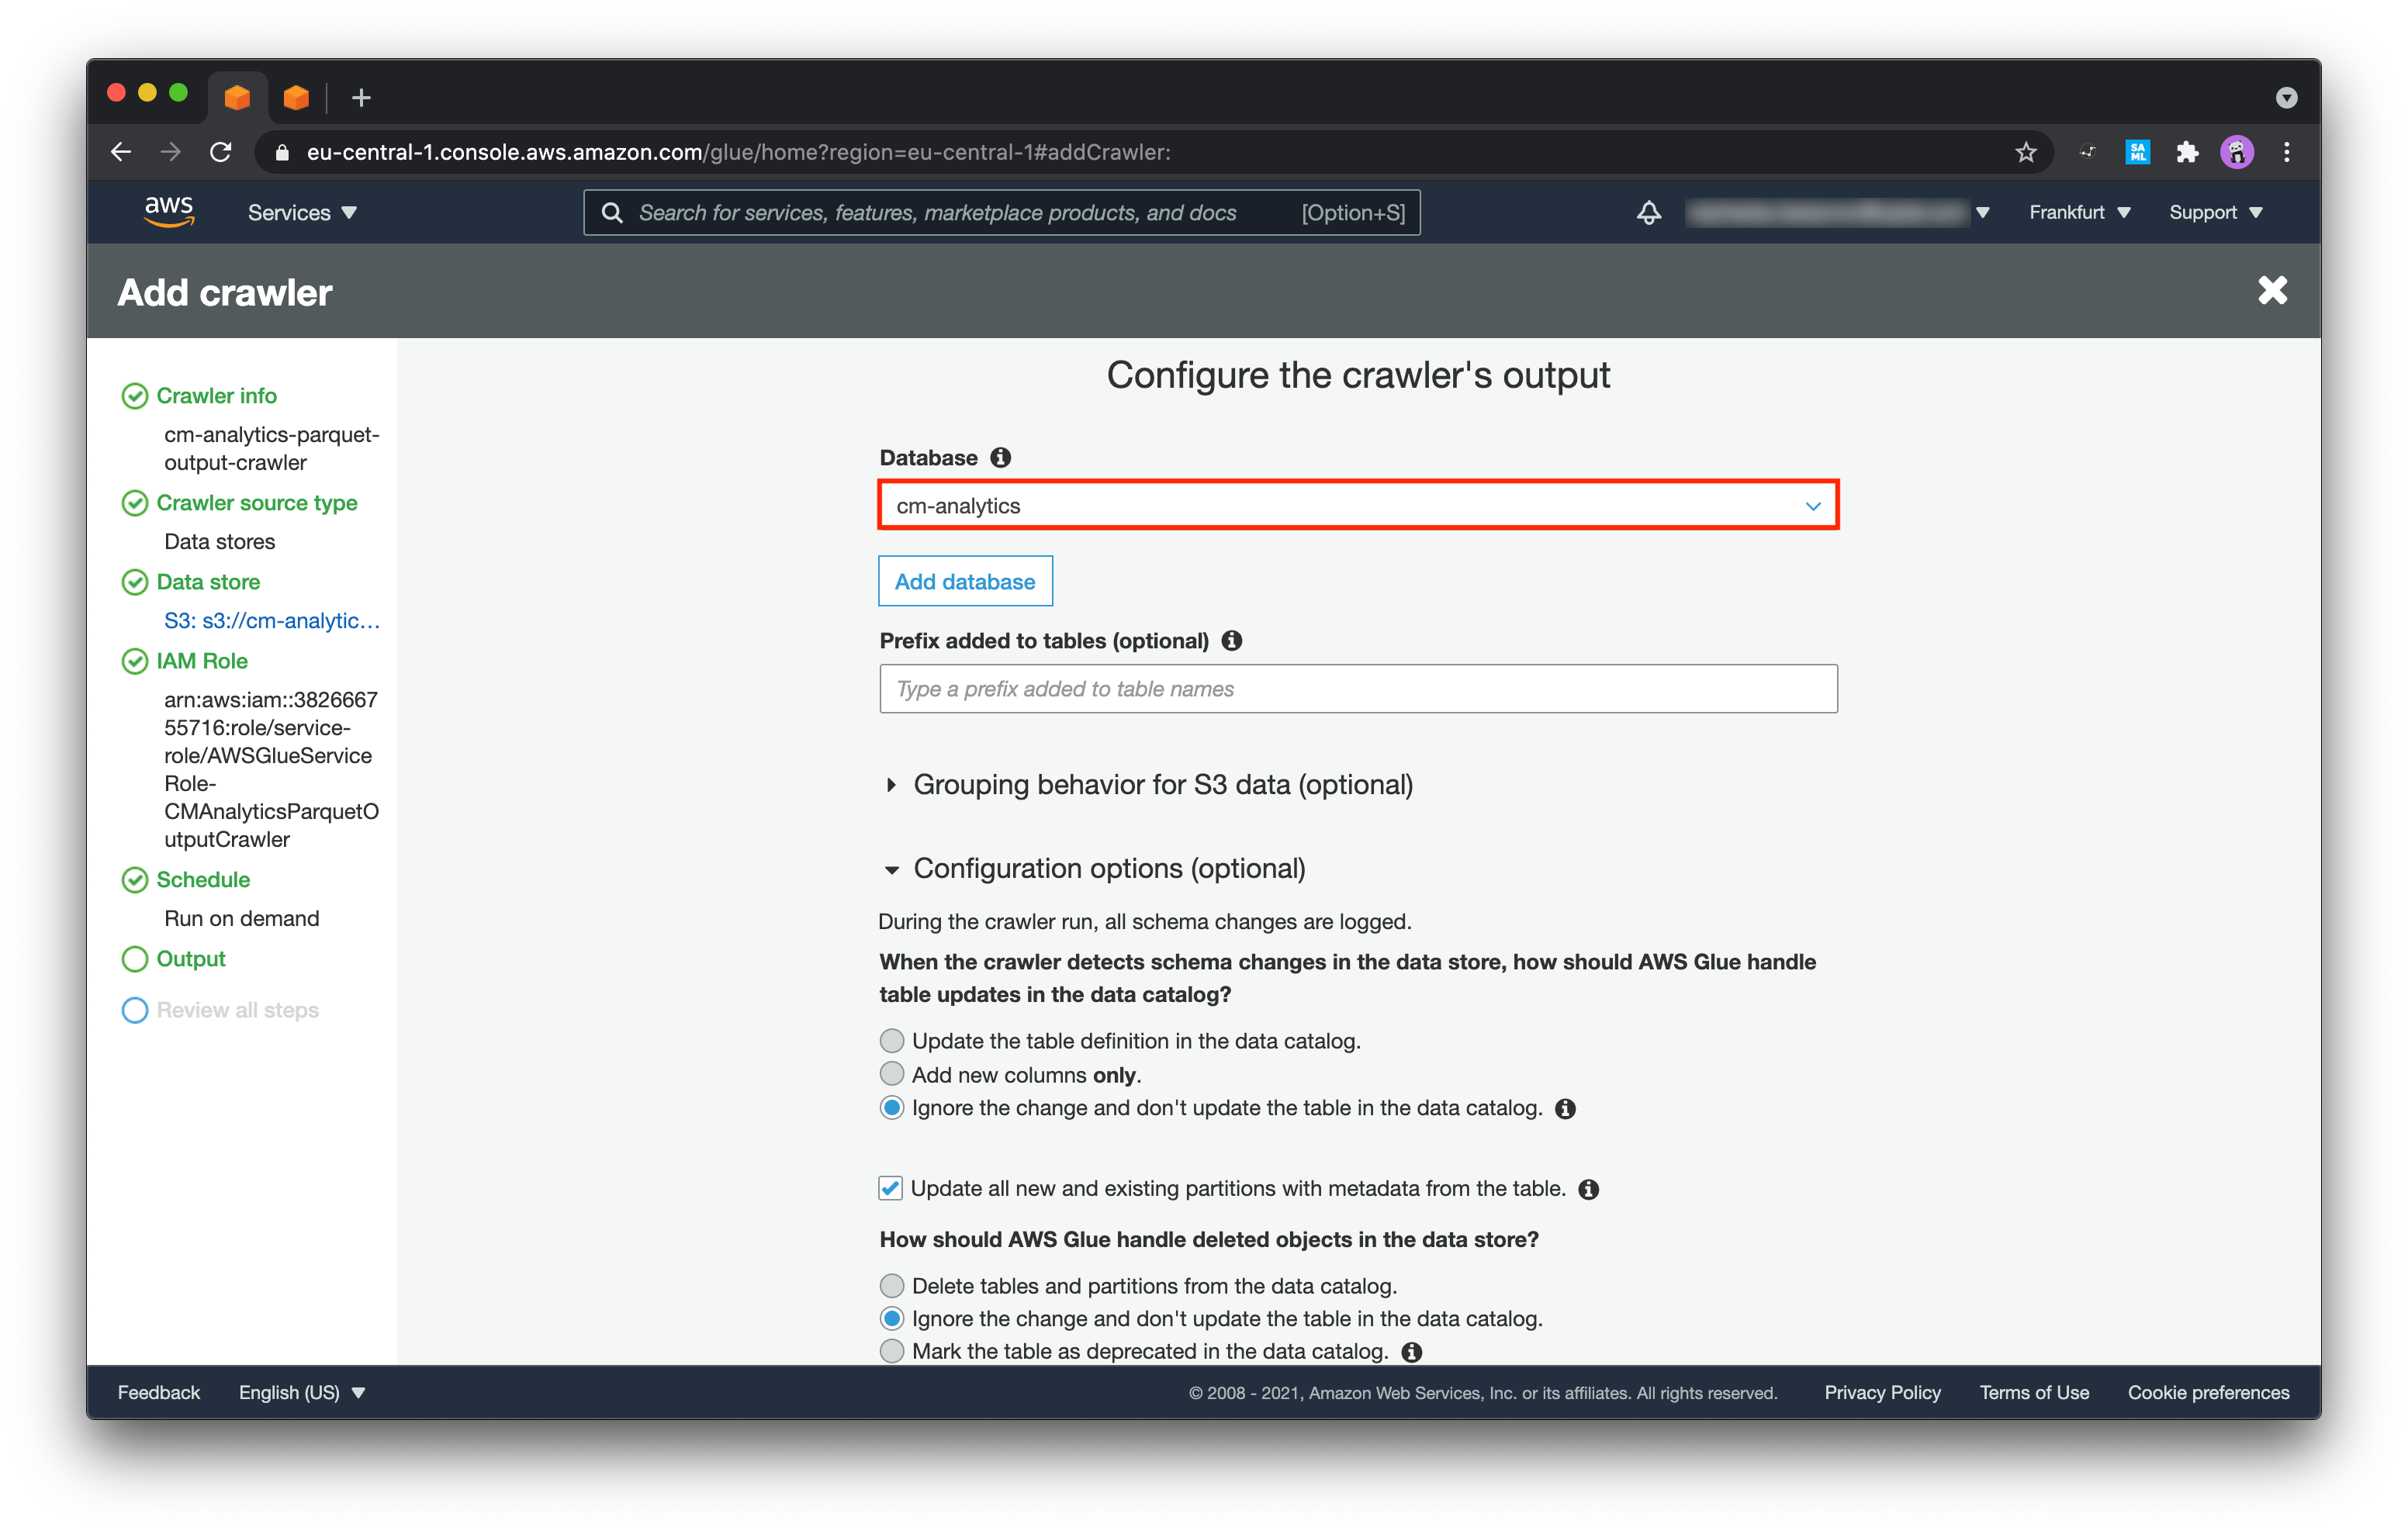 eu-central-1.console.aws.amazon.com/glue/home?region=eu-central-1#addCrawler:
SA
ML
aws
Services
Search for services, features, marketplace products, and docs [Option+S]
Frankfurt
Support
Add crawler
Crawler info
cm-analytics-parquet-
output-crawler
Crawler source type
Data stores
Data store
S3: s3://cm-analytic...
IAM Role
arn:aws:iam::3826667
55716:role/service-
role/AWSGlueService
Role-
CMAnalyticsParquetO
utputCrawler
Schedule
Run on demand
Output
Review all steps
Configure the crawler's output
Database
cm-analytics
Add database
Prefix added to tables (optional)
Type a prefix added to table names
Grouping behavior for S3 data (optional)
Configuration options (optional)
During the crawler run, all schema changes are logged.
When the crawler detects schema changes in the data store, how should AWS Glue handle
table updates in the data catalog?
Update the table definition in the data catalog.
Add new columns only.
Ignore the change and don't update the table in the data catalog.
Update all new and existing partitions with metadata from the table.
How should AWS Glue handle deleted objects in the data store?
Delete tables and partitions from the data catalog.
Ignore the change and don't update the table in the data catalog.
Mark the table as deprecated in the data catalog.
Feedback
English (US)
© 2008 - 2021, Amazon Web Services, Inc. or its affiliates. All rights reserved.
Privacy Policy
Terms of Use
Cookie preferences